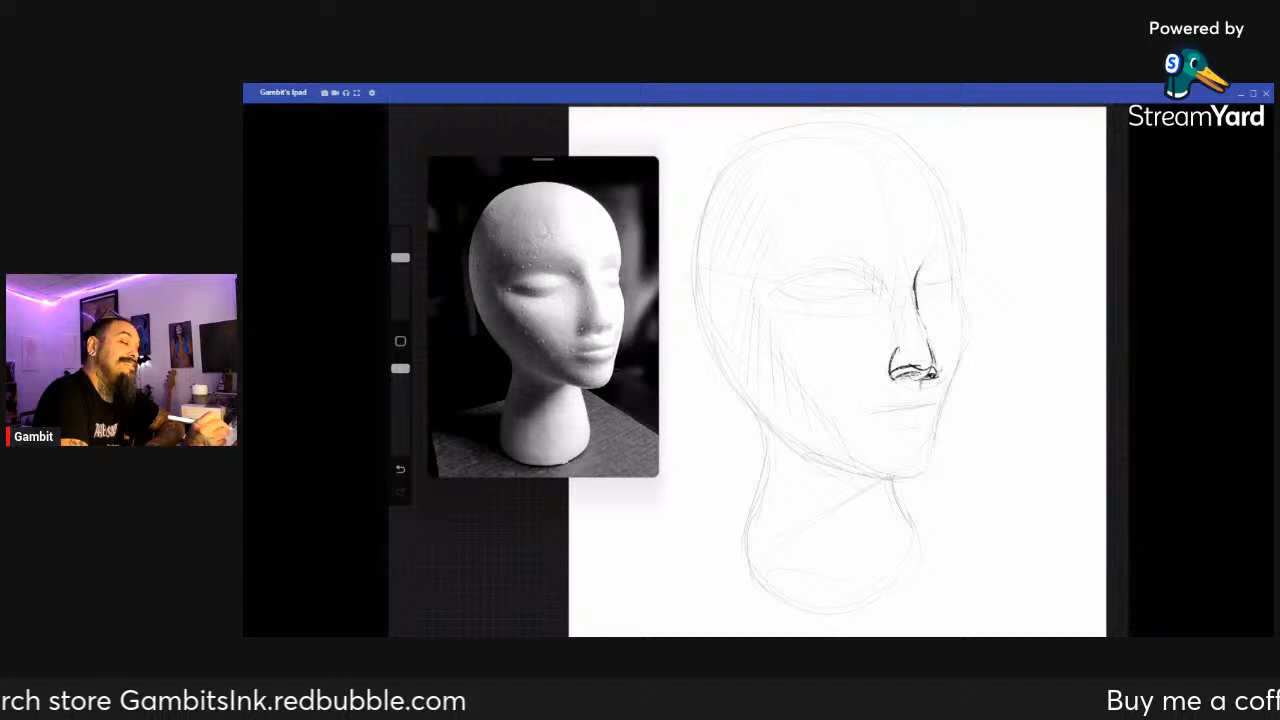 Powered by
StreamYard
Gambit's Ipad
Gambit
rch store GambitsInk.redbubble.com
Buy me a coff